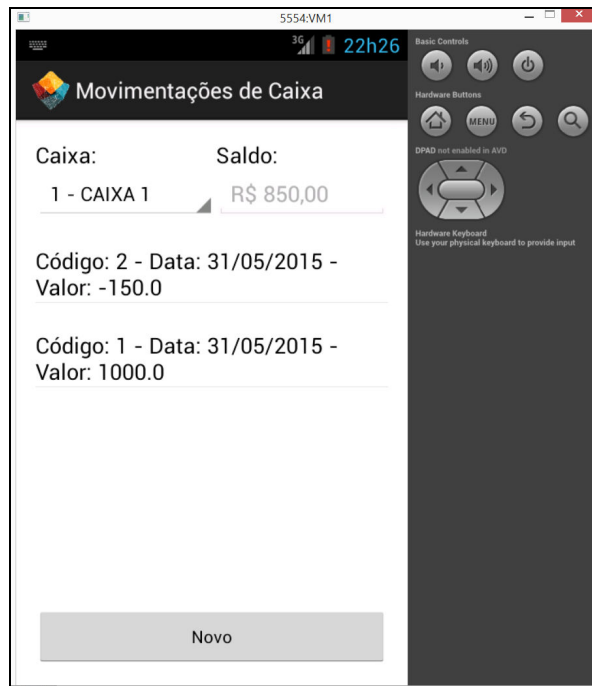 5554:VM1
3G 22h26
Movimentações de Caixa
Caixa: Saldo:
1 - CAIXA 1 R$ 850,00
Código: 2 - Data: 31/05/2015 -
Valor: -150.0
Código: 1 - Data: 31/05/2015 -
Valor: 1000.0
Novo
Basic Controls
Hardware Buttons
MENU
DPAD not enabled in AVD
Hardware Keyboard
Use your physical keyboard to provide input